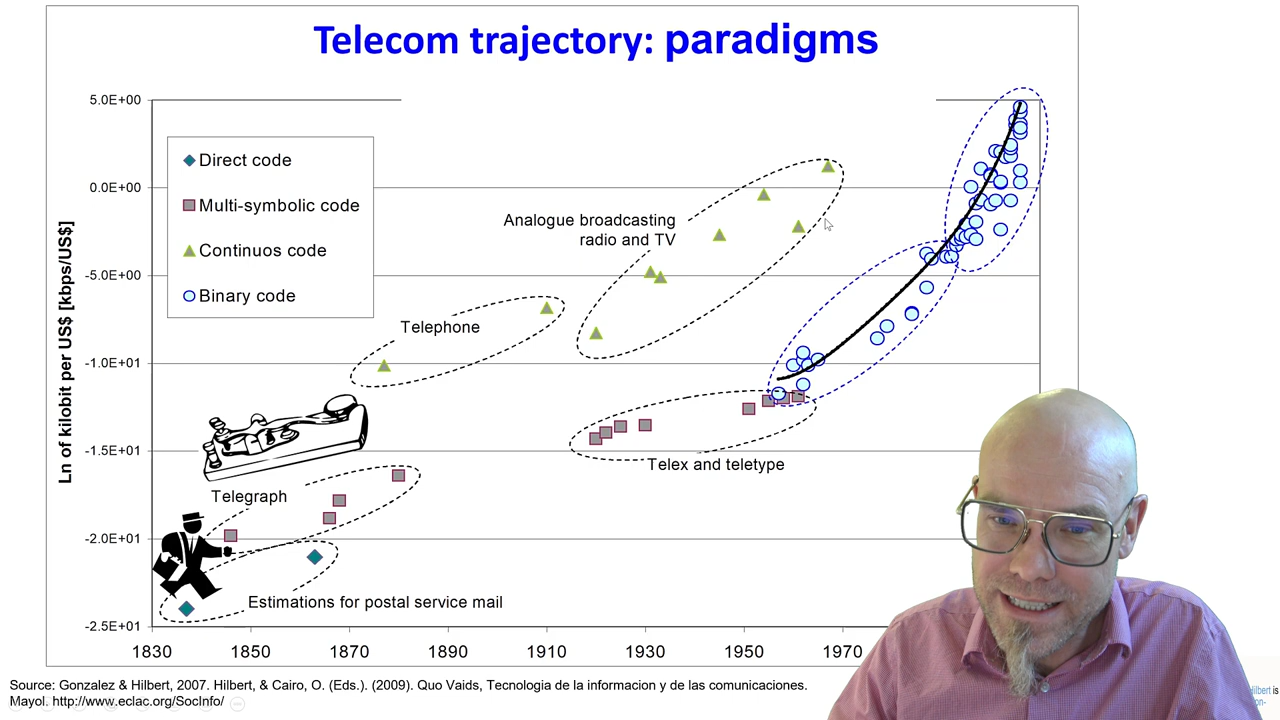 Telecom trajectory: paradigms
5.0E+00
0.0E+00
-5.0E+00
-1.0E+01
-1.5E+01
-2.0E+01
-2.5E+01
Ln of kilobit per US$ [kbps/US$]
Direct code
Multi-symbolic code
Continuos code
Binary code
Analogue broadcasting
radio and TV
Telephone
Telex and teletype
Telegraph
Estimations for postal service mail
1830
1850
1870
1890
1910
1930
1950
1970
Source: Gonzalez & Hilbert, 2007. Hilbert, & Cairo, O. (Eds.). (2009). Quo Vaids, Tecnologia de la informacion y de las comunicaciones.
Mayol. http://www.eclac.org/SocInfo/
Hilbert is